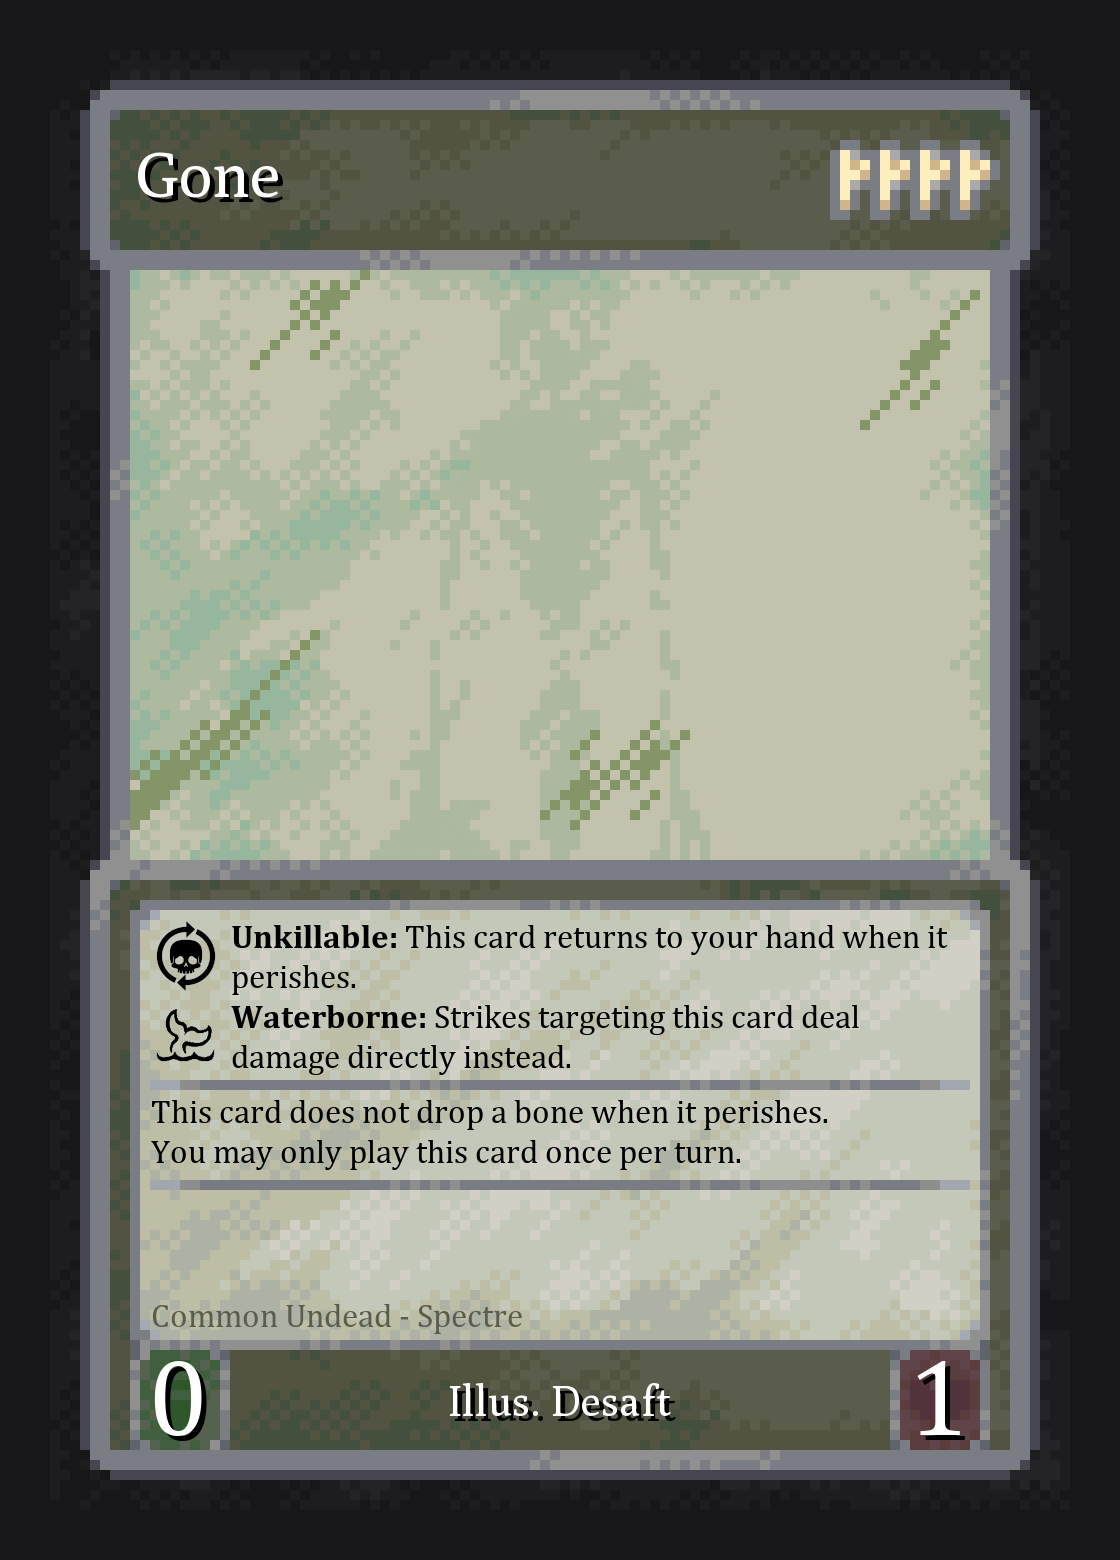 Gone
Unkillable: This card returns to your hand when it
perishes.
Waterborne: Strikes targeting this card deal
damage directly instead.
This card does not drop a bone when it perishes.
You may only play this card once per turn.
Common Undead - Spectre
0
Illus. Desaft
1